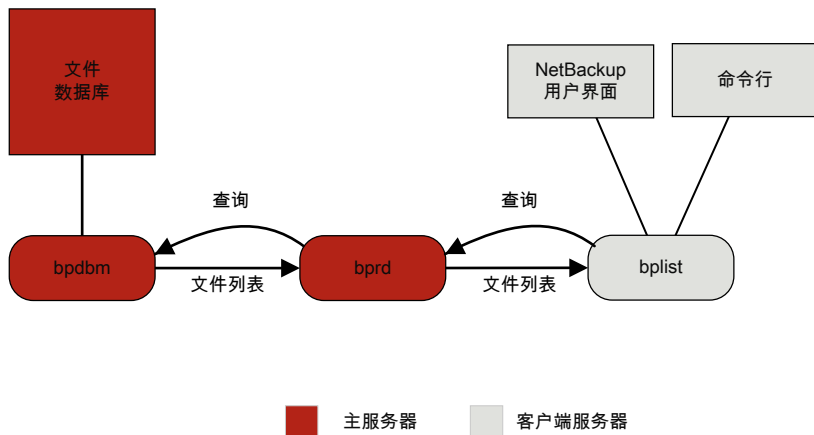 文件
数据库
NetBackup
用户界面
命令行
查询
查询
bpdbm
bprd
bplist
文件列表
文件列表
主服务器
客户端服务器